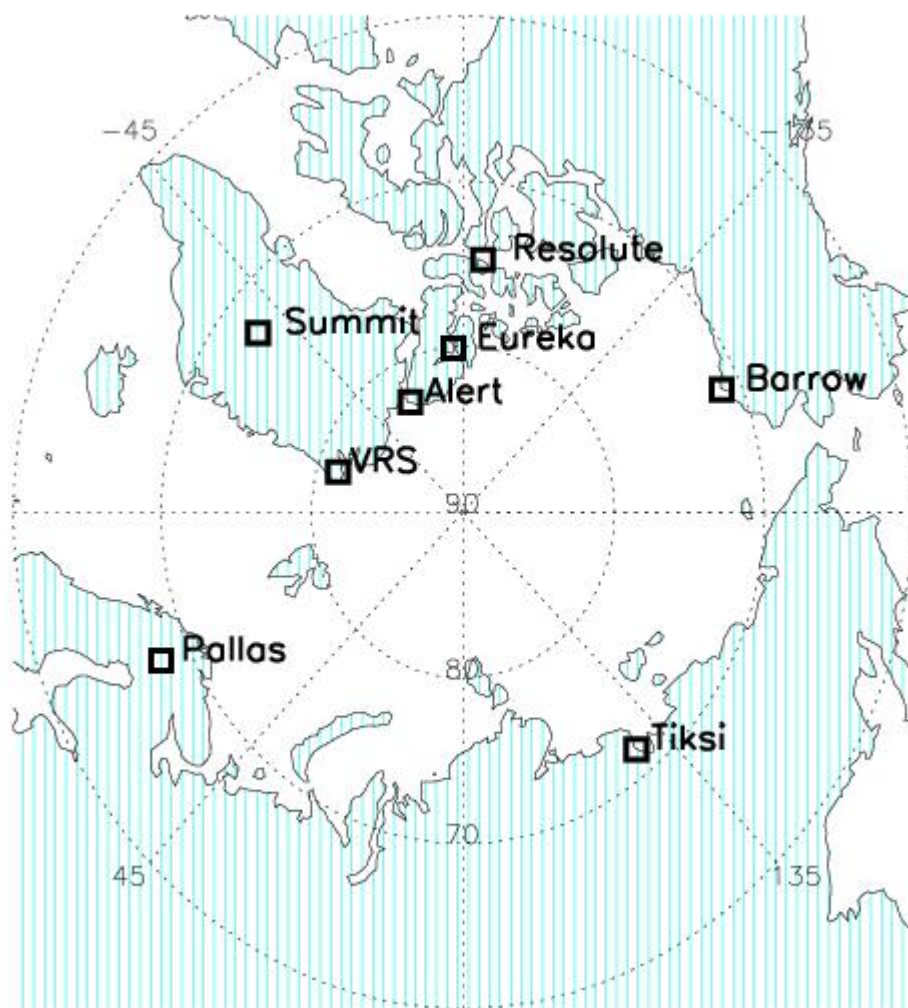 -45
-135
Resolute
Summit
Eureka
Alert
Barrow
VRS
90
Pallas
80
Tiksi
70
45
135